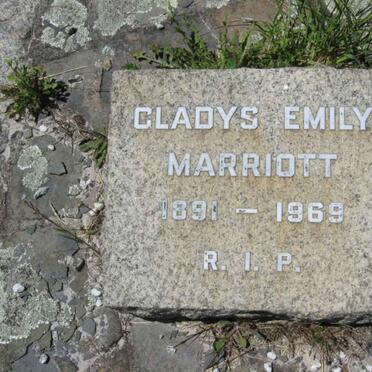 GLADYS EMILY
MARRIOTT
1891 - 1969
R. I. P.